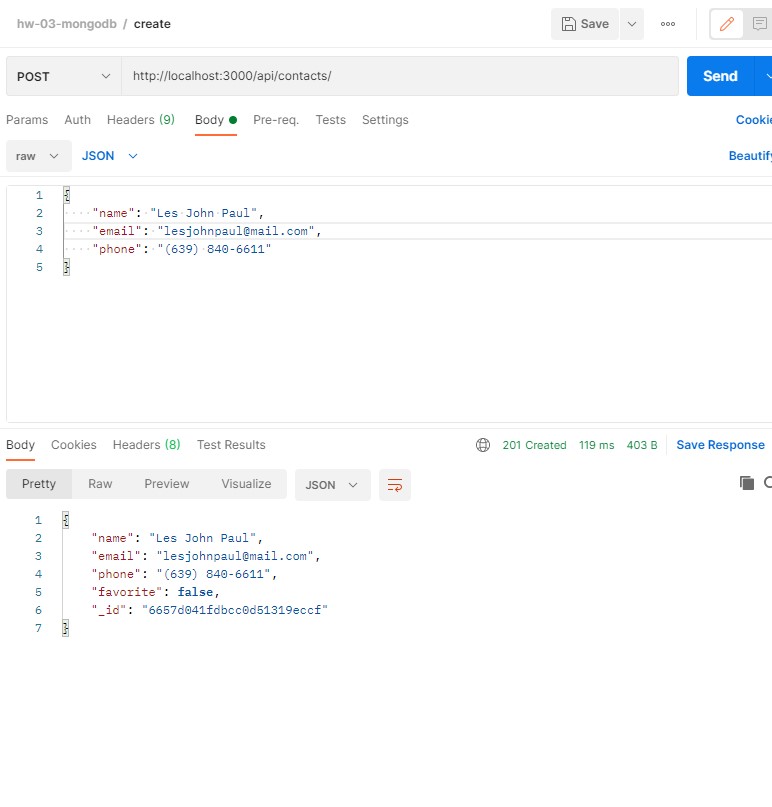 hw-03-mongodb / create
Save
POST
http://localhost:3000/api/contacts/
Send
Params Auth Headers (9) Body Pre-req. Tests Settings
Cookie
raw JSON
Beautify
1 {
2 "name": "Les John Paul",
3 "email": "lesjohnpaul@mail.com",
4 "phone": "(639) 840-6611"
5 }
Body Cookies Headers (8) Test Results
201 Created 119 ms 403 B Save Response
Pretty Raw Preview Visualize JSON
1 {
2 "name": "Les John Paul",
3 "email": "lesjohnpaul@mail.com",
4 "phone": "(639) 840-6611",
5 "favorite": false,
6 "_id": "6657d041fdbcc0d51319eccf"
7 }